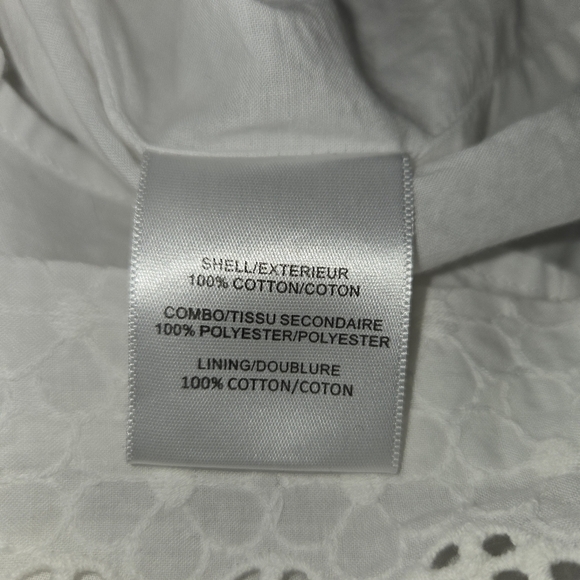 SHELL/EXTERIEUR
100% COTTON/COTON
COMBO/TISSU SECONDAIRE
100% POLYESTER/POLYESTER
LINING/DOUBLURE
100% COTTON/COTON